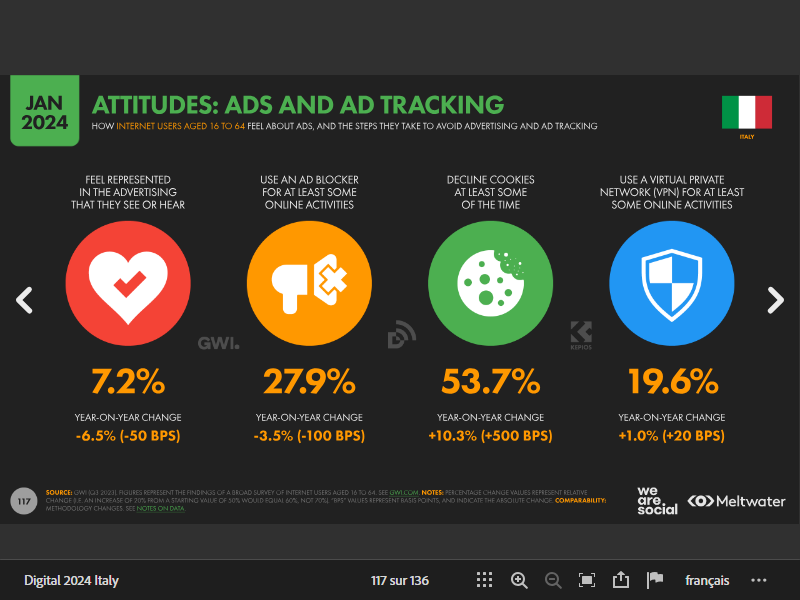 JAN
2024
ATTITUDES: ADS AND AD TRACKING
HOW INTERNET USERS AGED 16 TO 64 FEEL ABOUT ADS, AND THE STEPS THEY TAKE TO AVOID ADVERTISING AND AD TRACKING
ITALY
FEEL REPRESENTED
IN THE ADVERTISING
THAT THEY SEE OR HEAR
7.2%
YEAR-ON-YEAR CHANGE
-6.5% (-50 BPS)
USE AN AD BLOCKER
FOR AT LEAST SOME
ONLINE ACTIVITIES
27.9%
YEAR-ON-YEAR CHANGE
-3.5% (-100 BPS)
DECLINE COOKIES
AT LEAST SOME
OF THE TIME
53.7%
YEAR-ON-YEAR CHANGE
+10.3% (+500 BPS)
USE A VIRTUAL PRIVATE
NETWORK (VPN) FOR AT LEAST
SOME ONLINE ACTIVITIES
19.6%
YEAR-ON-YEAR CHANGE
+1.0% (+20 BPS)
GWI.
KEPIOS
117
SOURCE: GWI (Q3 2023). FIGURES REPRESENT THE FINDINGS OF A BROAD SURVEY OF INTERNET USERS AGED 16 TO 64. SEE GWI.COM. NOTES: PERCENTAGE CHANGE VALUES REPRESENT RELATIVE
CHANGE (I.E. AN INCREASE OF 20% FROM A STARTING VALUE OF 50% WOULD EQUAL 60%, NOT 70%). "BPS" VALUES REPRESENT BASIS POINTS, AND INDICATE THE ABSOLUTE CHANGE. COMPARABILITY:
METHODOLOGY CHANGES. SEE NOTES ON DATA.
we
are.
social
Meltwater
Digital 2024 Italy
117 sur 136
français